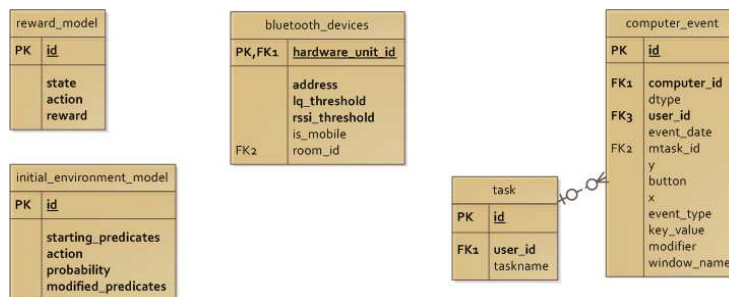 reward_model
PK id
state
action
reward
initial_environment_model
PK id
starting_predicates
action
probability
modified_predicates
bluetooth_devices
PK,FK1 hardware_unit_id
address
lq_threshold
rssi_threshold
is_mobile
FK2 room_id
task
PK id
FK1 user_id
taskname
computer_event
PK id
FK1 computer_id
dtype
FK3 user_id
event_date
FK2 mtask_id
y
button
x
event_type
key_value
modifier
window_name